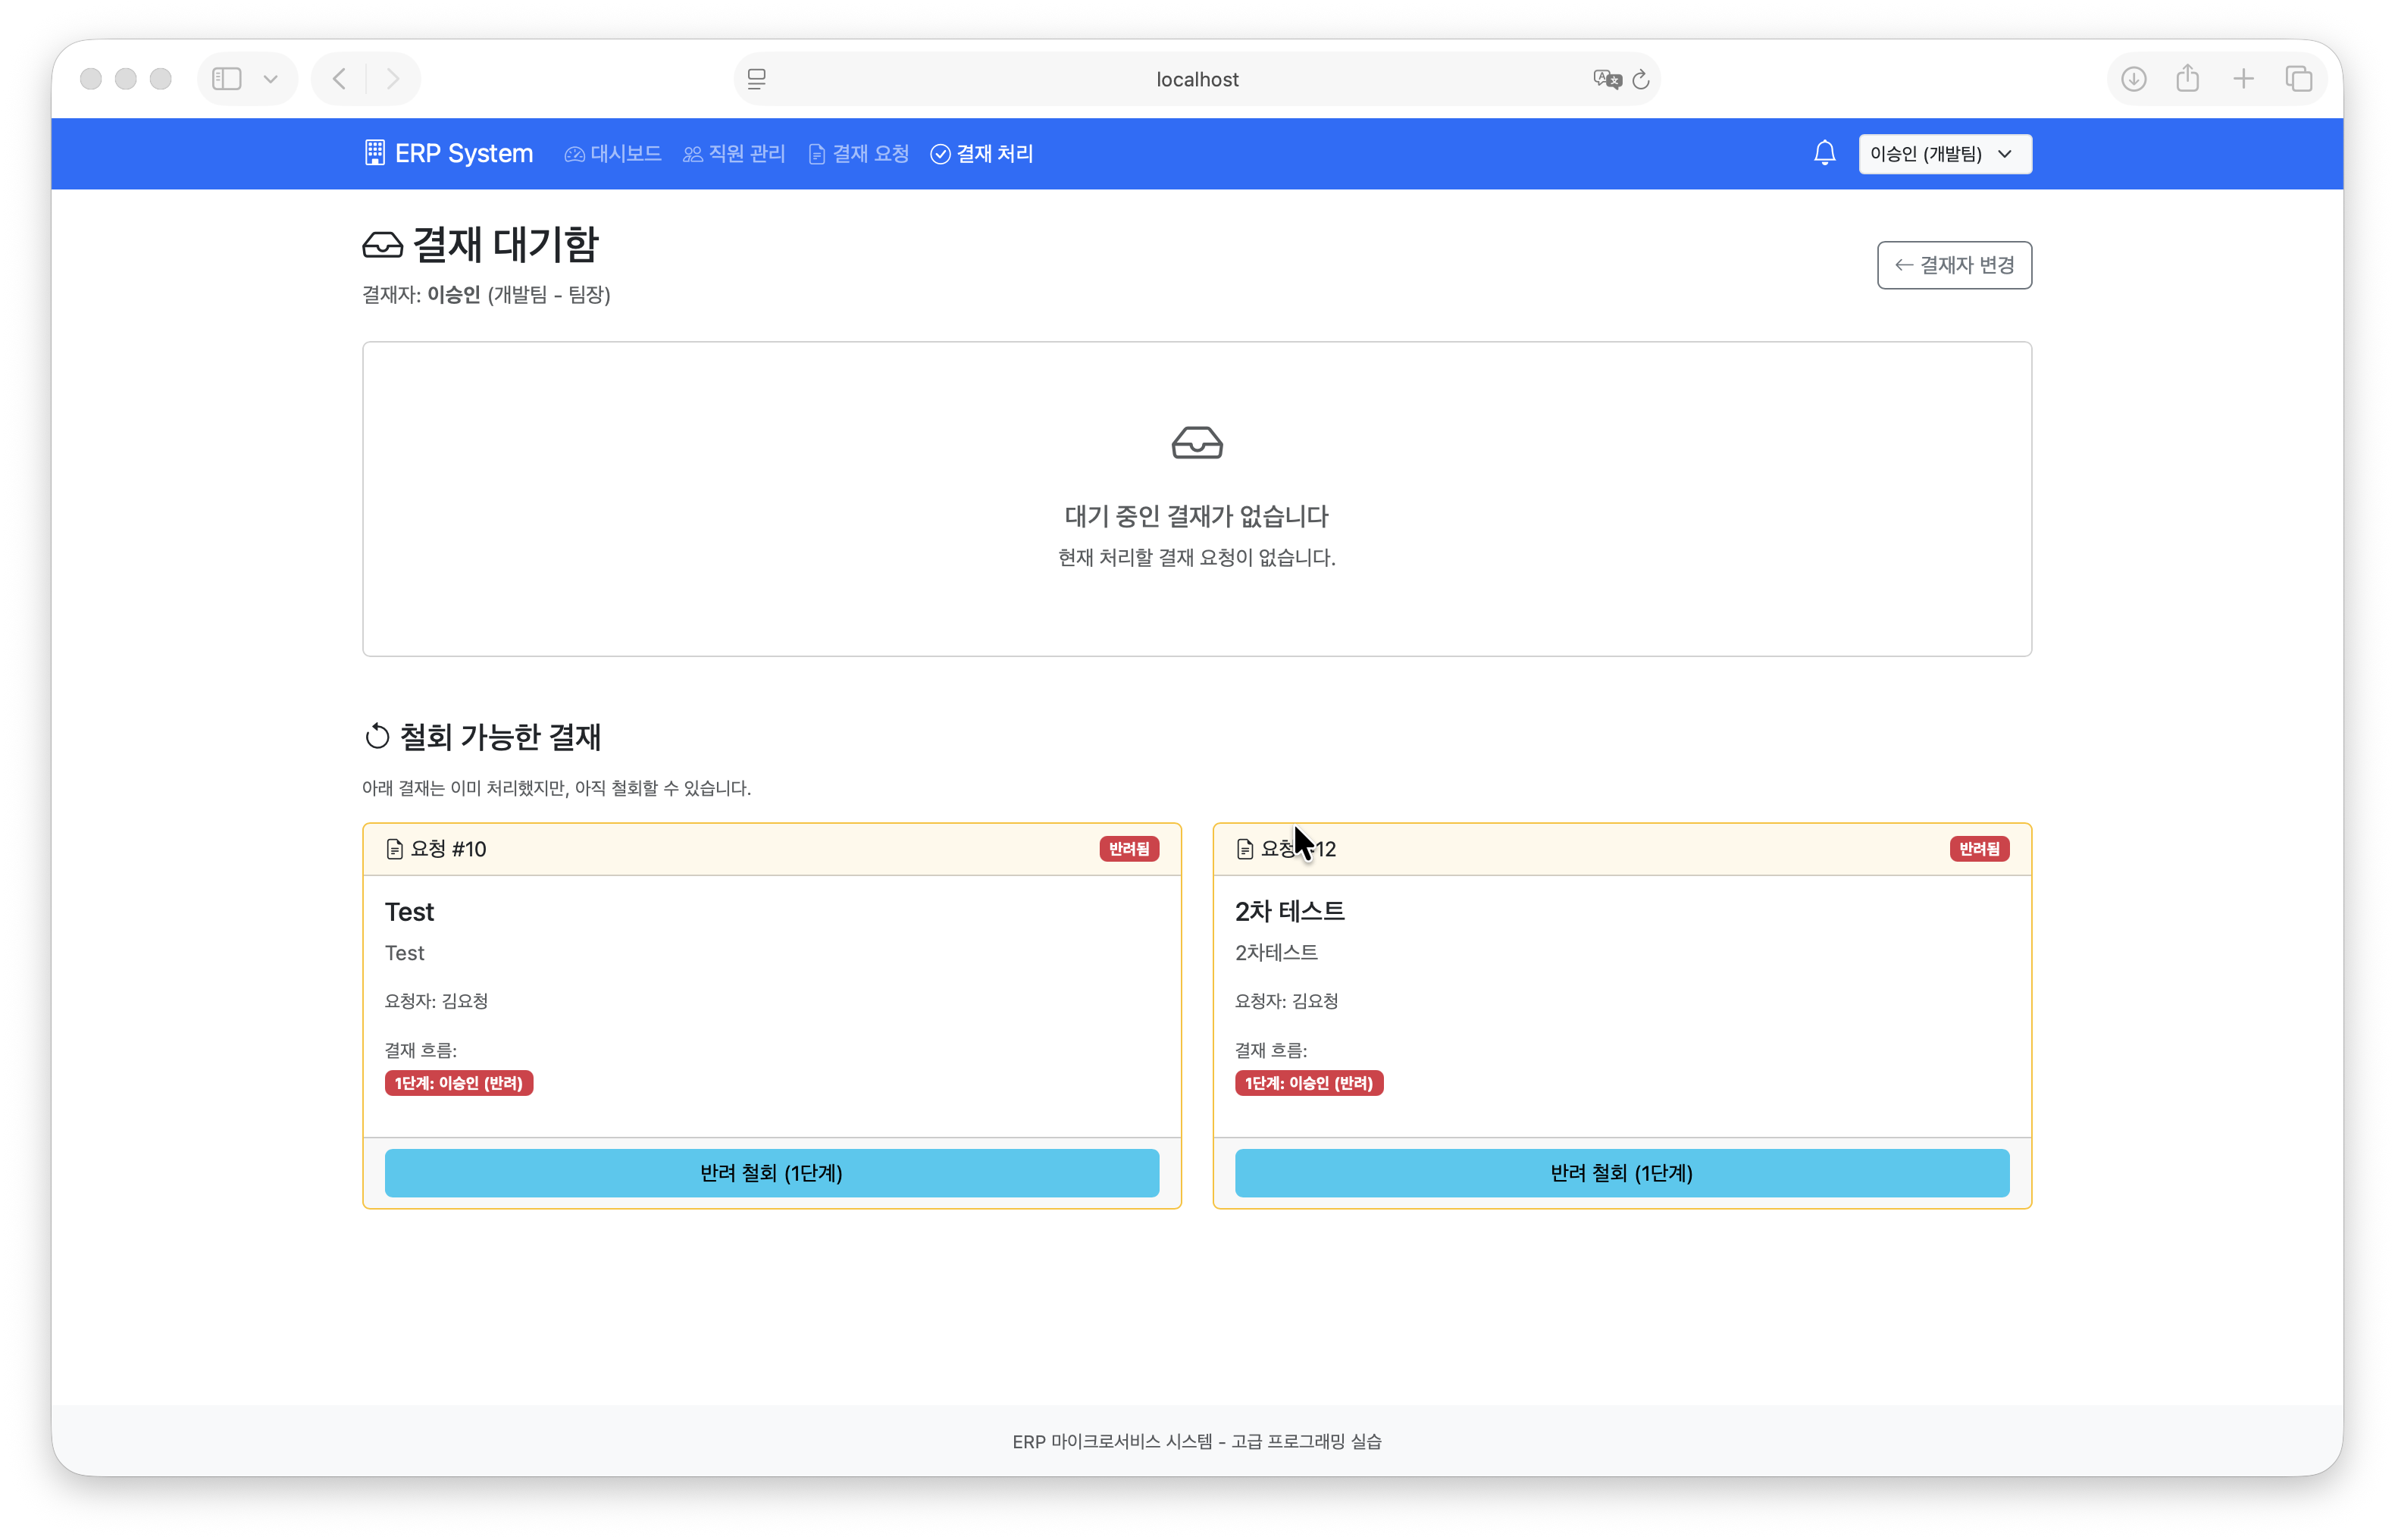 localhost
ERP System 대시보드 직원 관리 결재 요청 결재 처리 이승인 (개발팀)
결재 대기함
← 결재자 변경
결재자: 이승인 (개발팀 - 팀장)
대기 중인 결재가 없습니다
현재 처리할 결재 요청이 없습니다.
철회 가능한 결재
아래 결재는 이미 처리했지만, 아직 철회할 수 있습니다.
요청 #10 반려됨
Test
Test
요청자: 김요청
결재 흐름:
1단계: 이승인 (반려)
반려 철회 (1단계)
요청 12 반려됨
2차 테스트
2차테스트
요청자: 김요청
결재 흐름:
1단계: 이승인 (반려)
반려 철회 (1단계)
ERP 마이크로서비스 시스템 - 고급 프로그래밍 실습